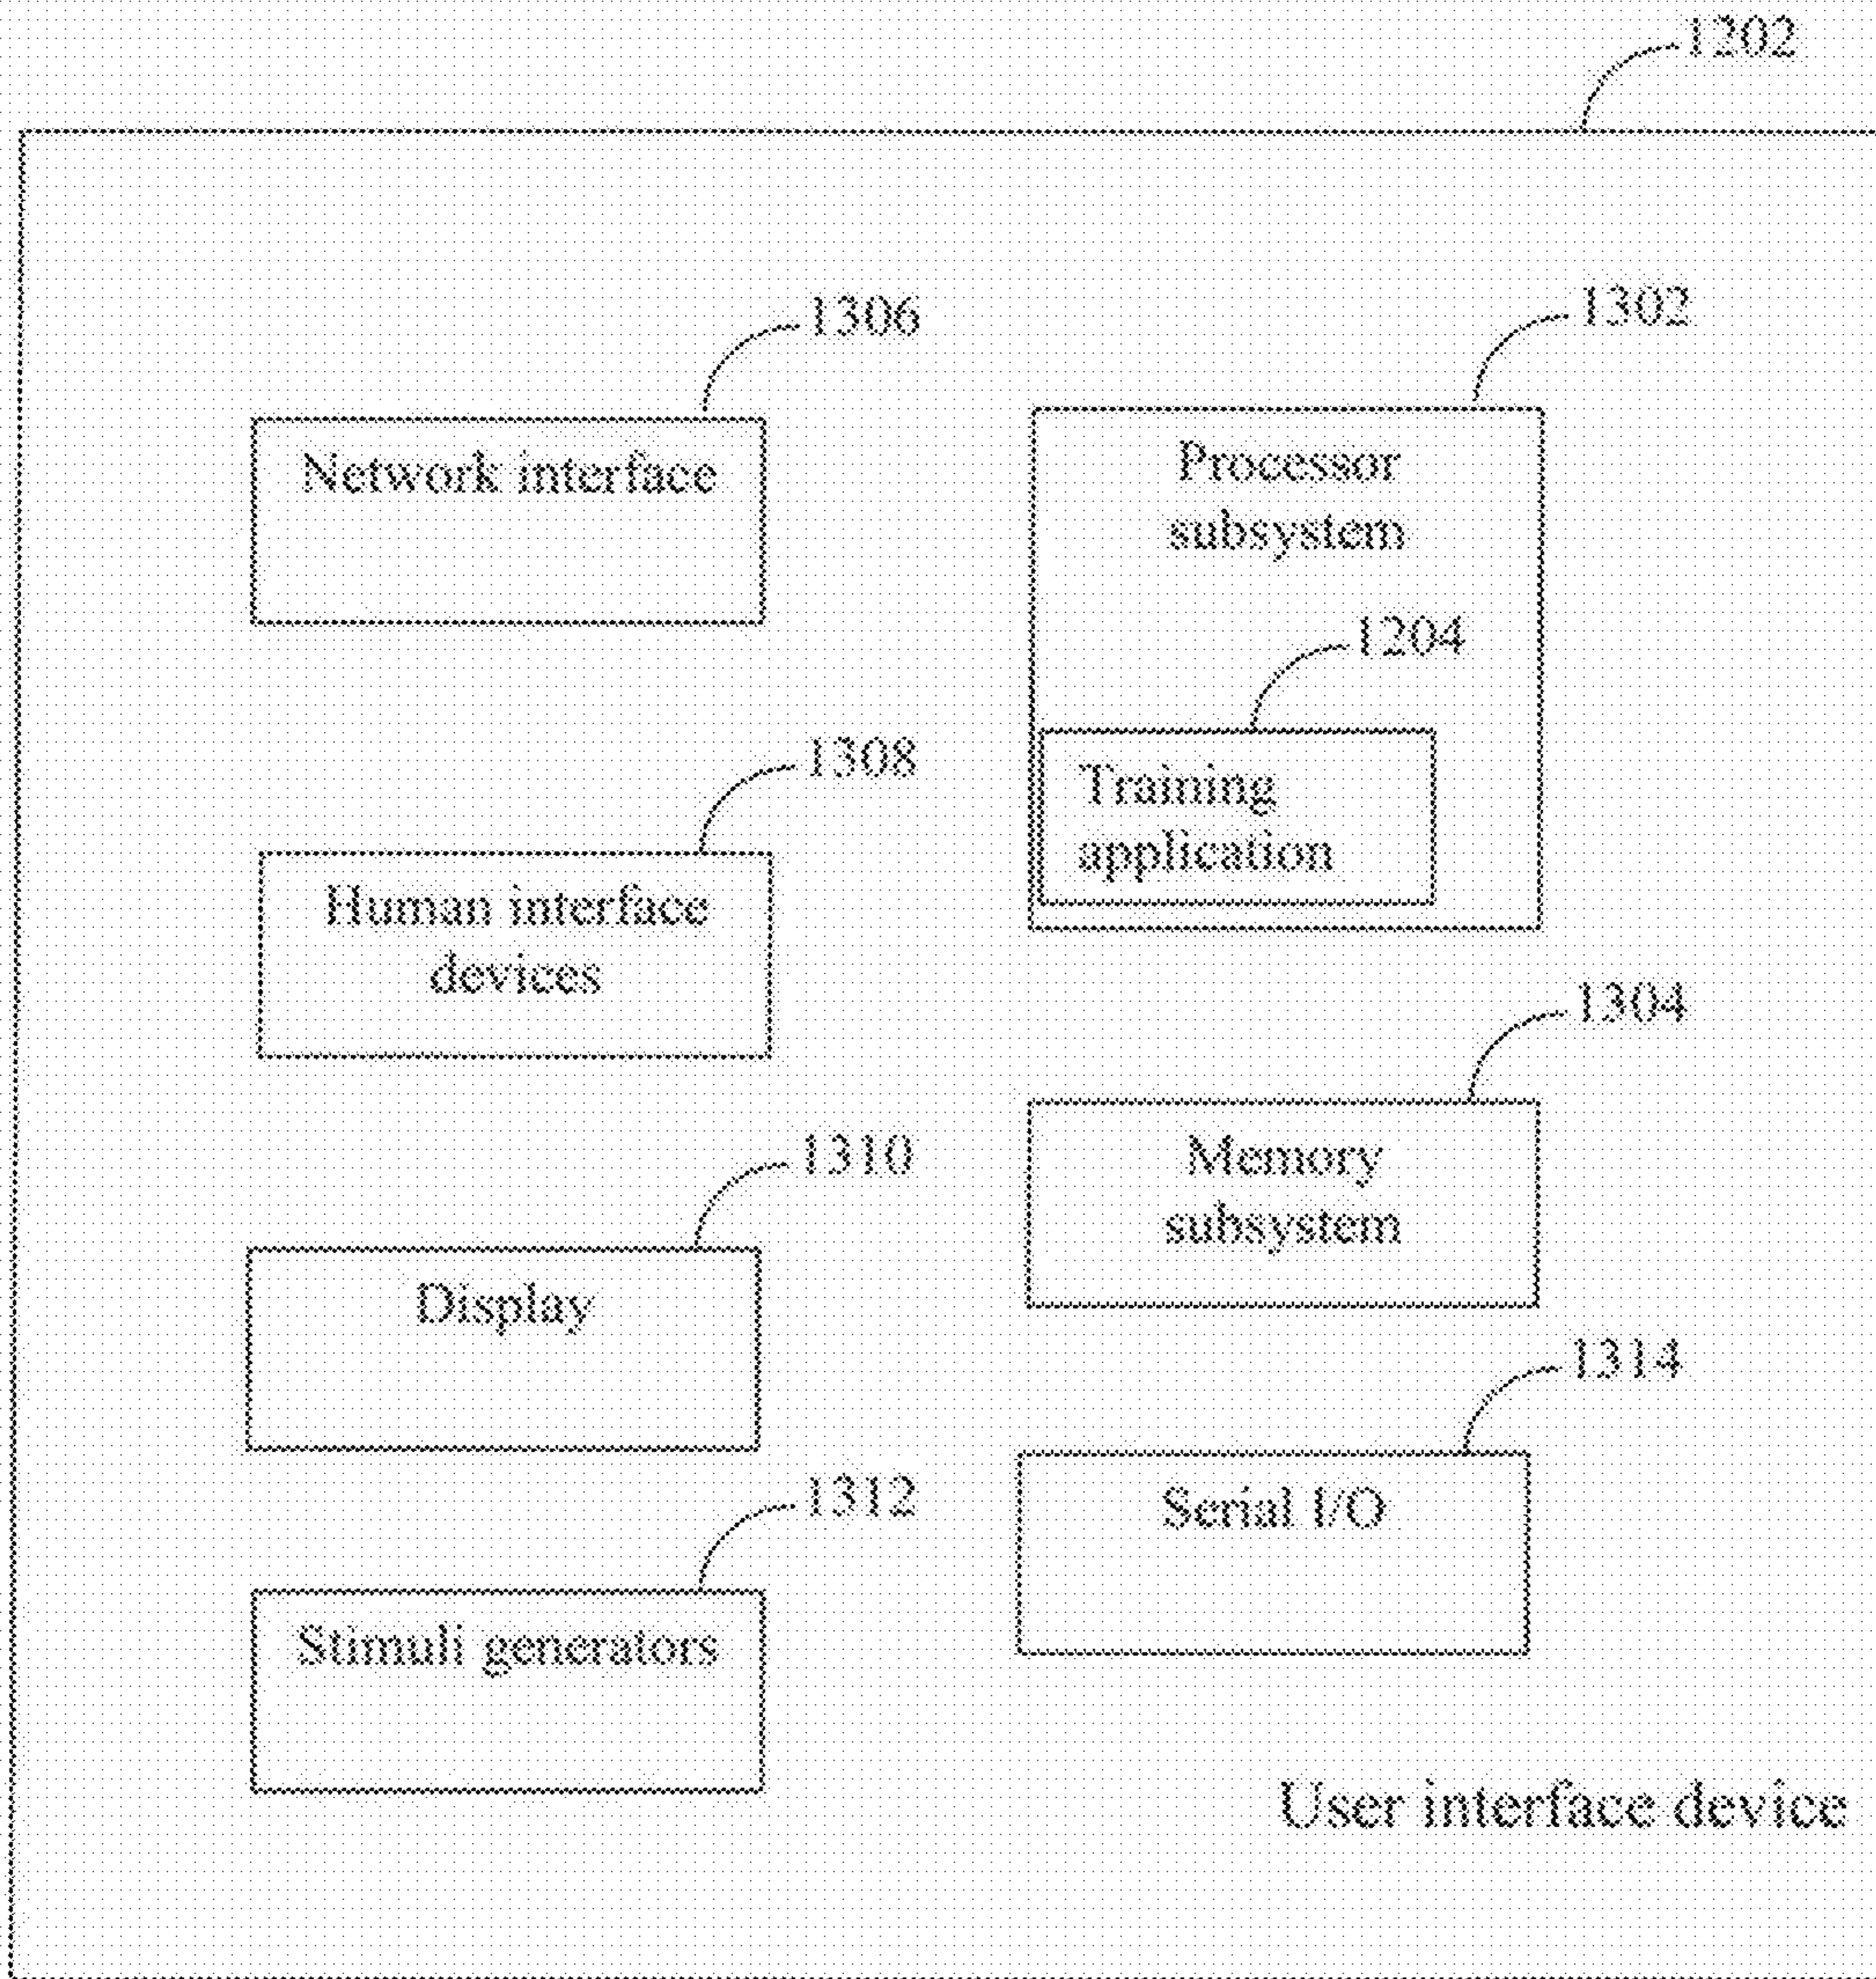 1202
1306
1302
Network interface
Processor
subsystem
1204
Training
application
1308
Human interface
devices
1304
Memory
subsystem
1310
Display
1314
Serial I/O
1312
Stimuli generators
User interface device